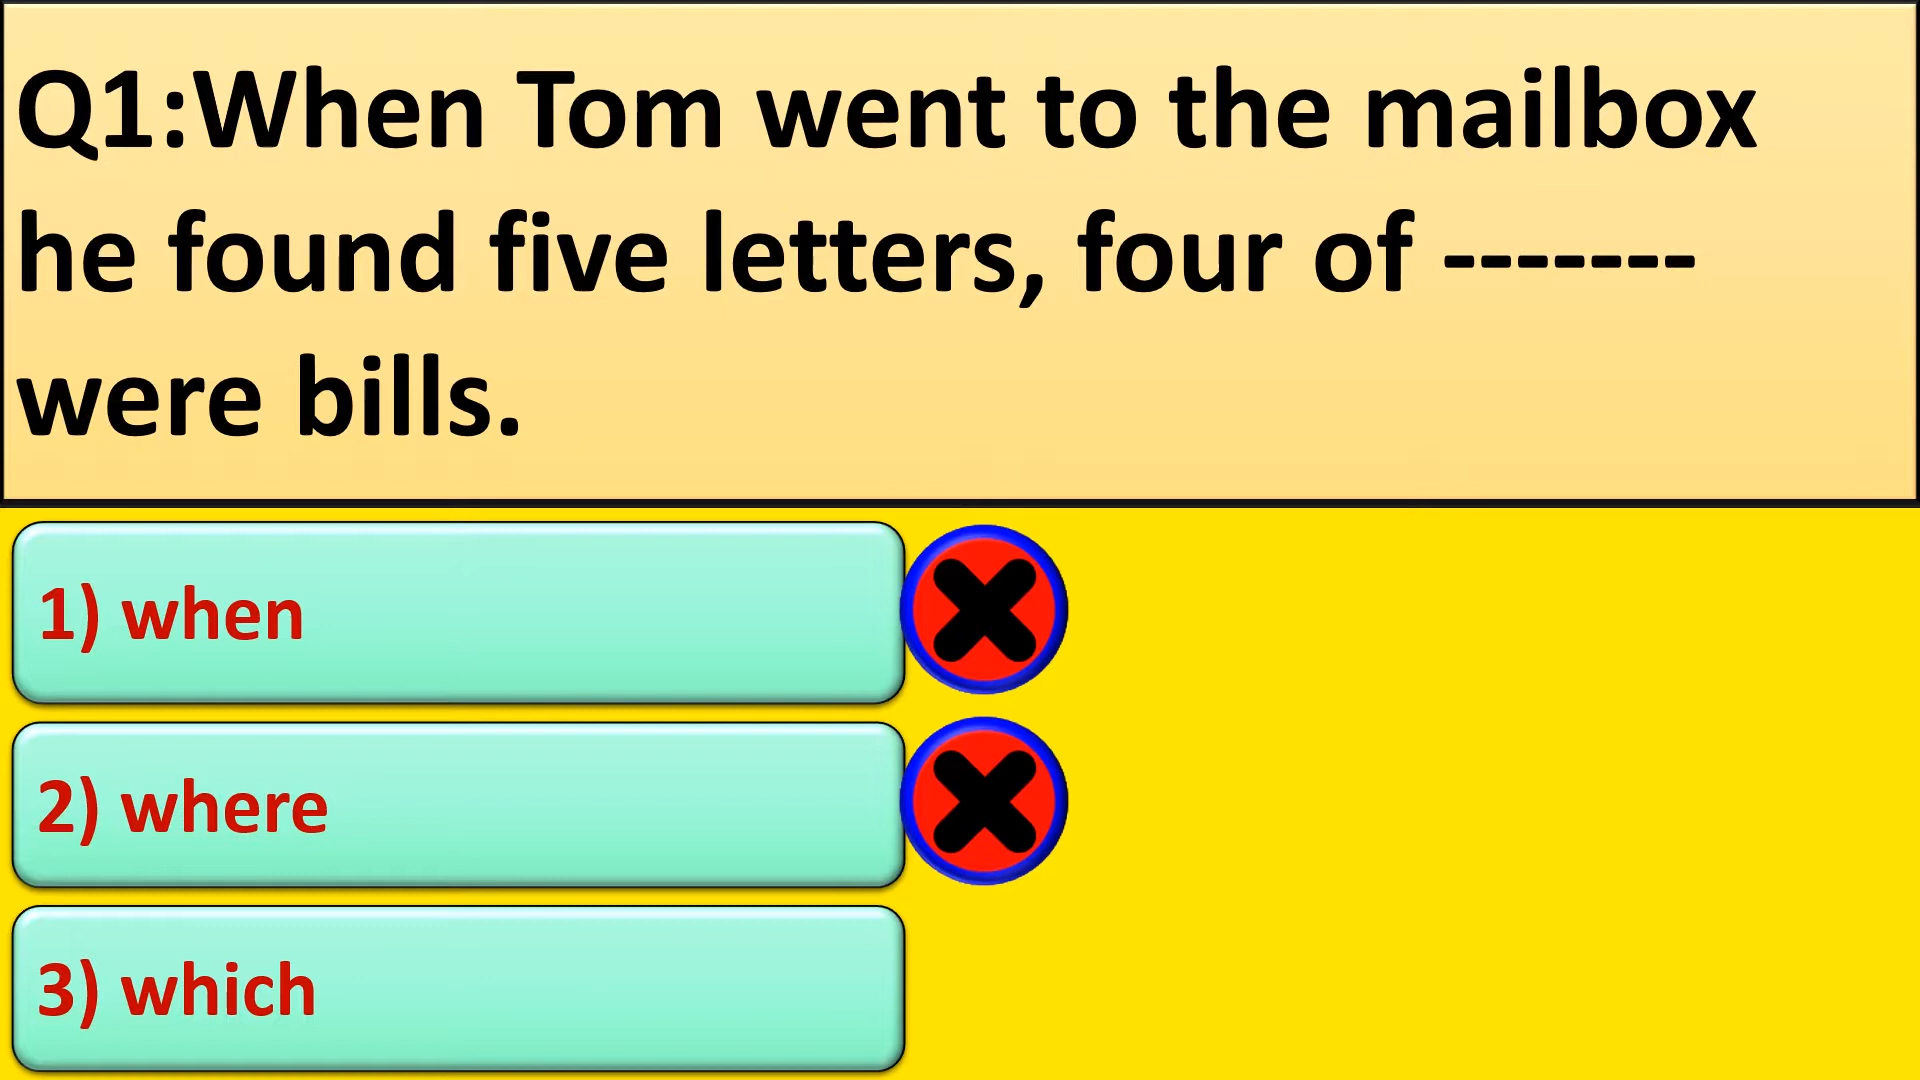 Q1:When Tom went to the mailbox
he found five letters, four of -------
were bills.
1) when
2) where
3) which